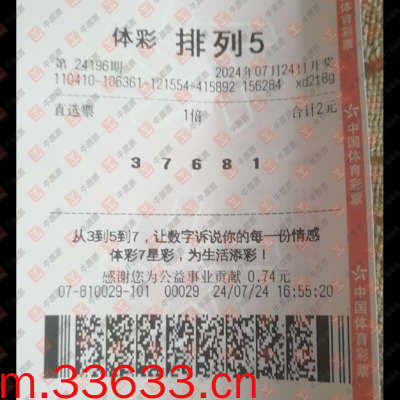 体彩 排列5
第 24196期 2024年07月24日开奖
110410-106361-121554-415892 156284 xd2t6g
直选票 1倍 合计2元
3 7 6 8 1
从3到5到7，让数字诉说你的每一份情感
体彩7星彩，为生活添彩！
感谢您为公益事业贡献 0.74元
07-810029-101 00029 24/07/24 16:55:20
中国体育彩票
中国体育彩票
m.33633.cn